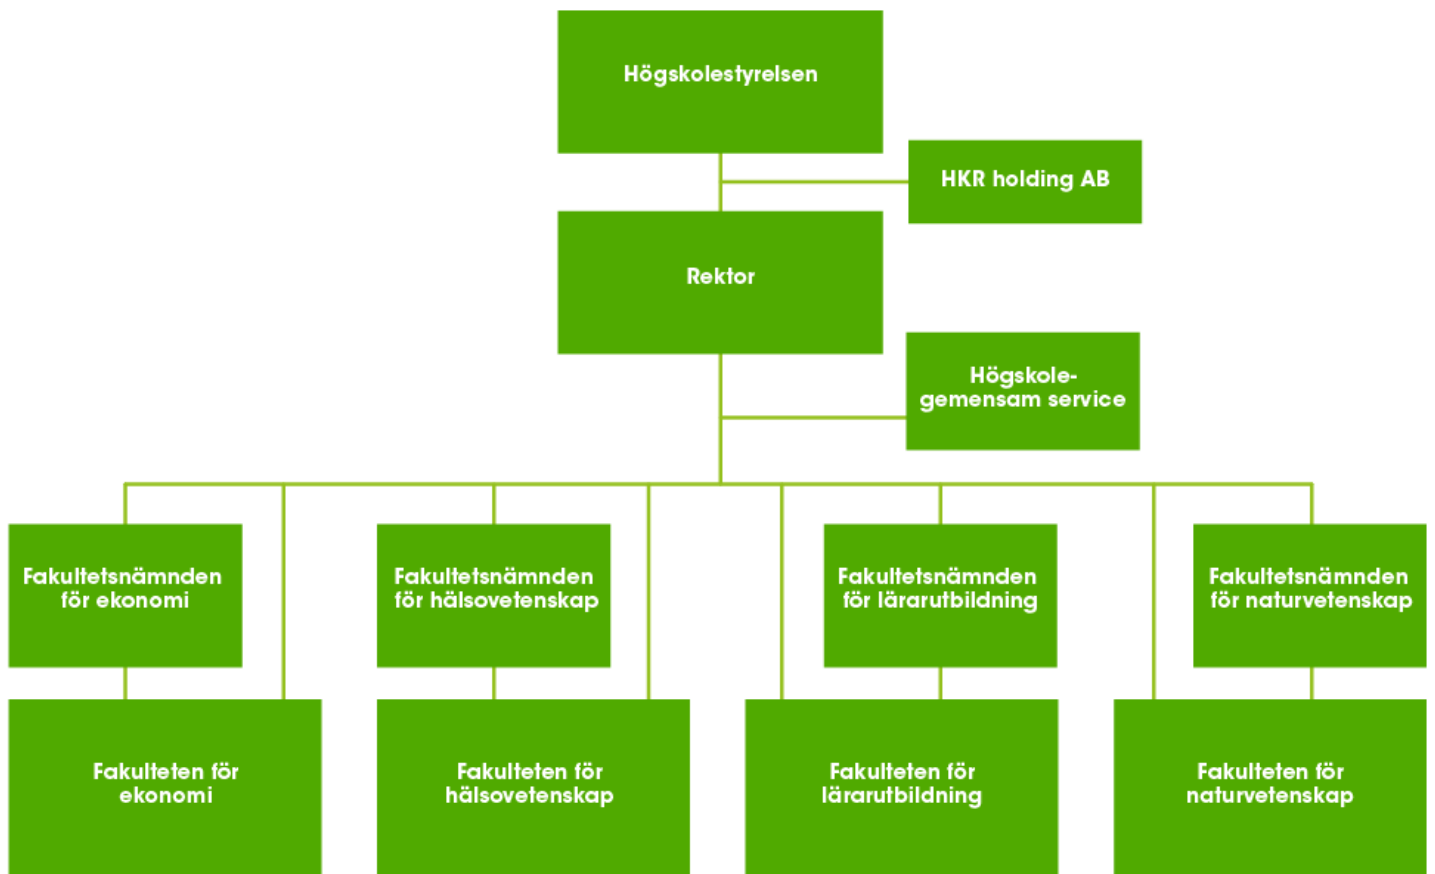 Högskolestyrelsen
HKR holding AB
Rektor
Högskole-
gemensam service
Fakultetsnämnden
för ekonomi
Fakultetsnämnden
för hälsovetenskap
Fakultetsnämnden
för lärarutbildning
Fakultetsnämnden
för naturvetenskap
Fakulteten för
ekonomi
Fakulteten för
hälsovetenskap
Fakulteten för
lärarutbildning
Fakulteten för
naturvetenskap